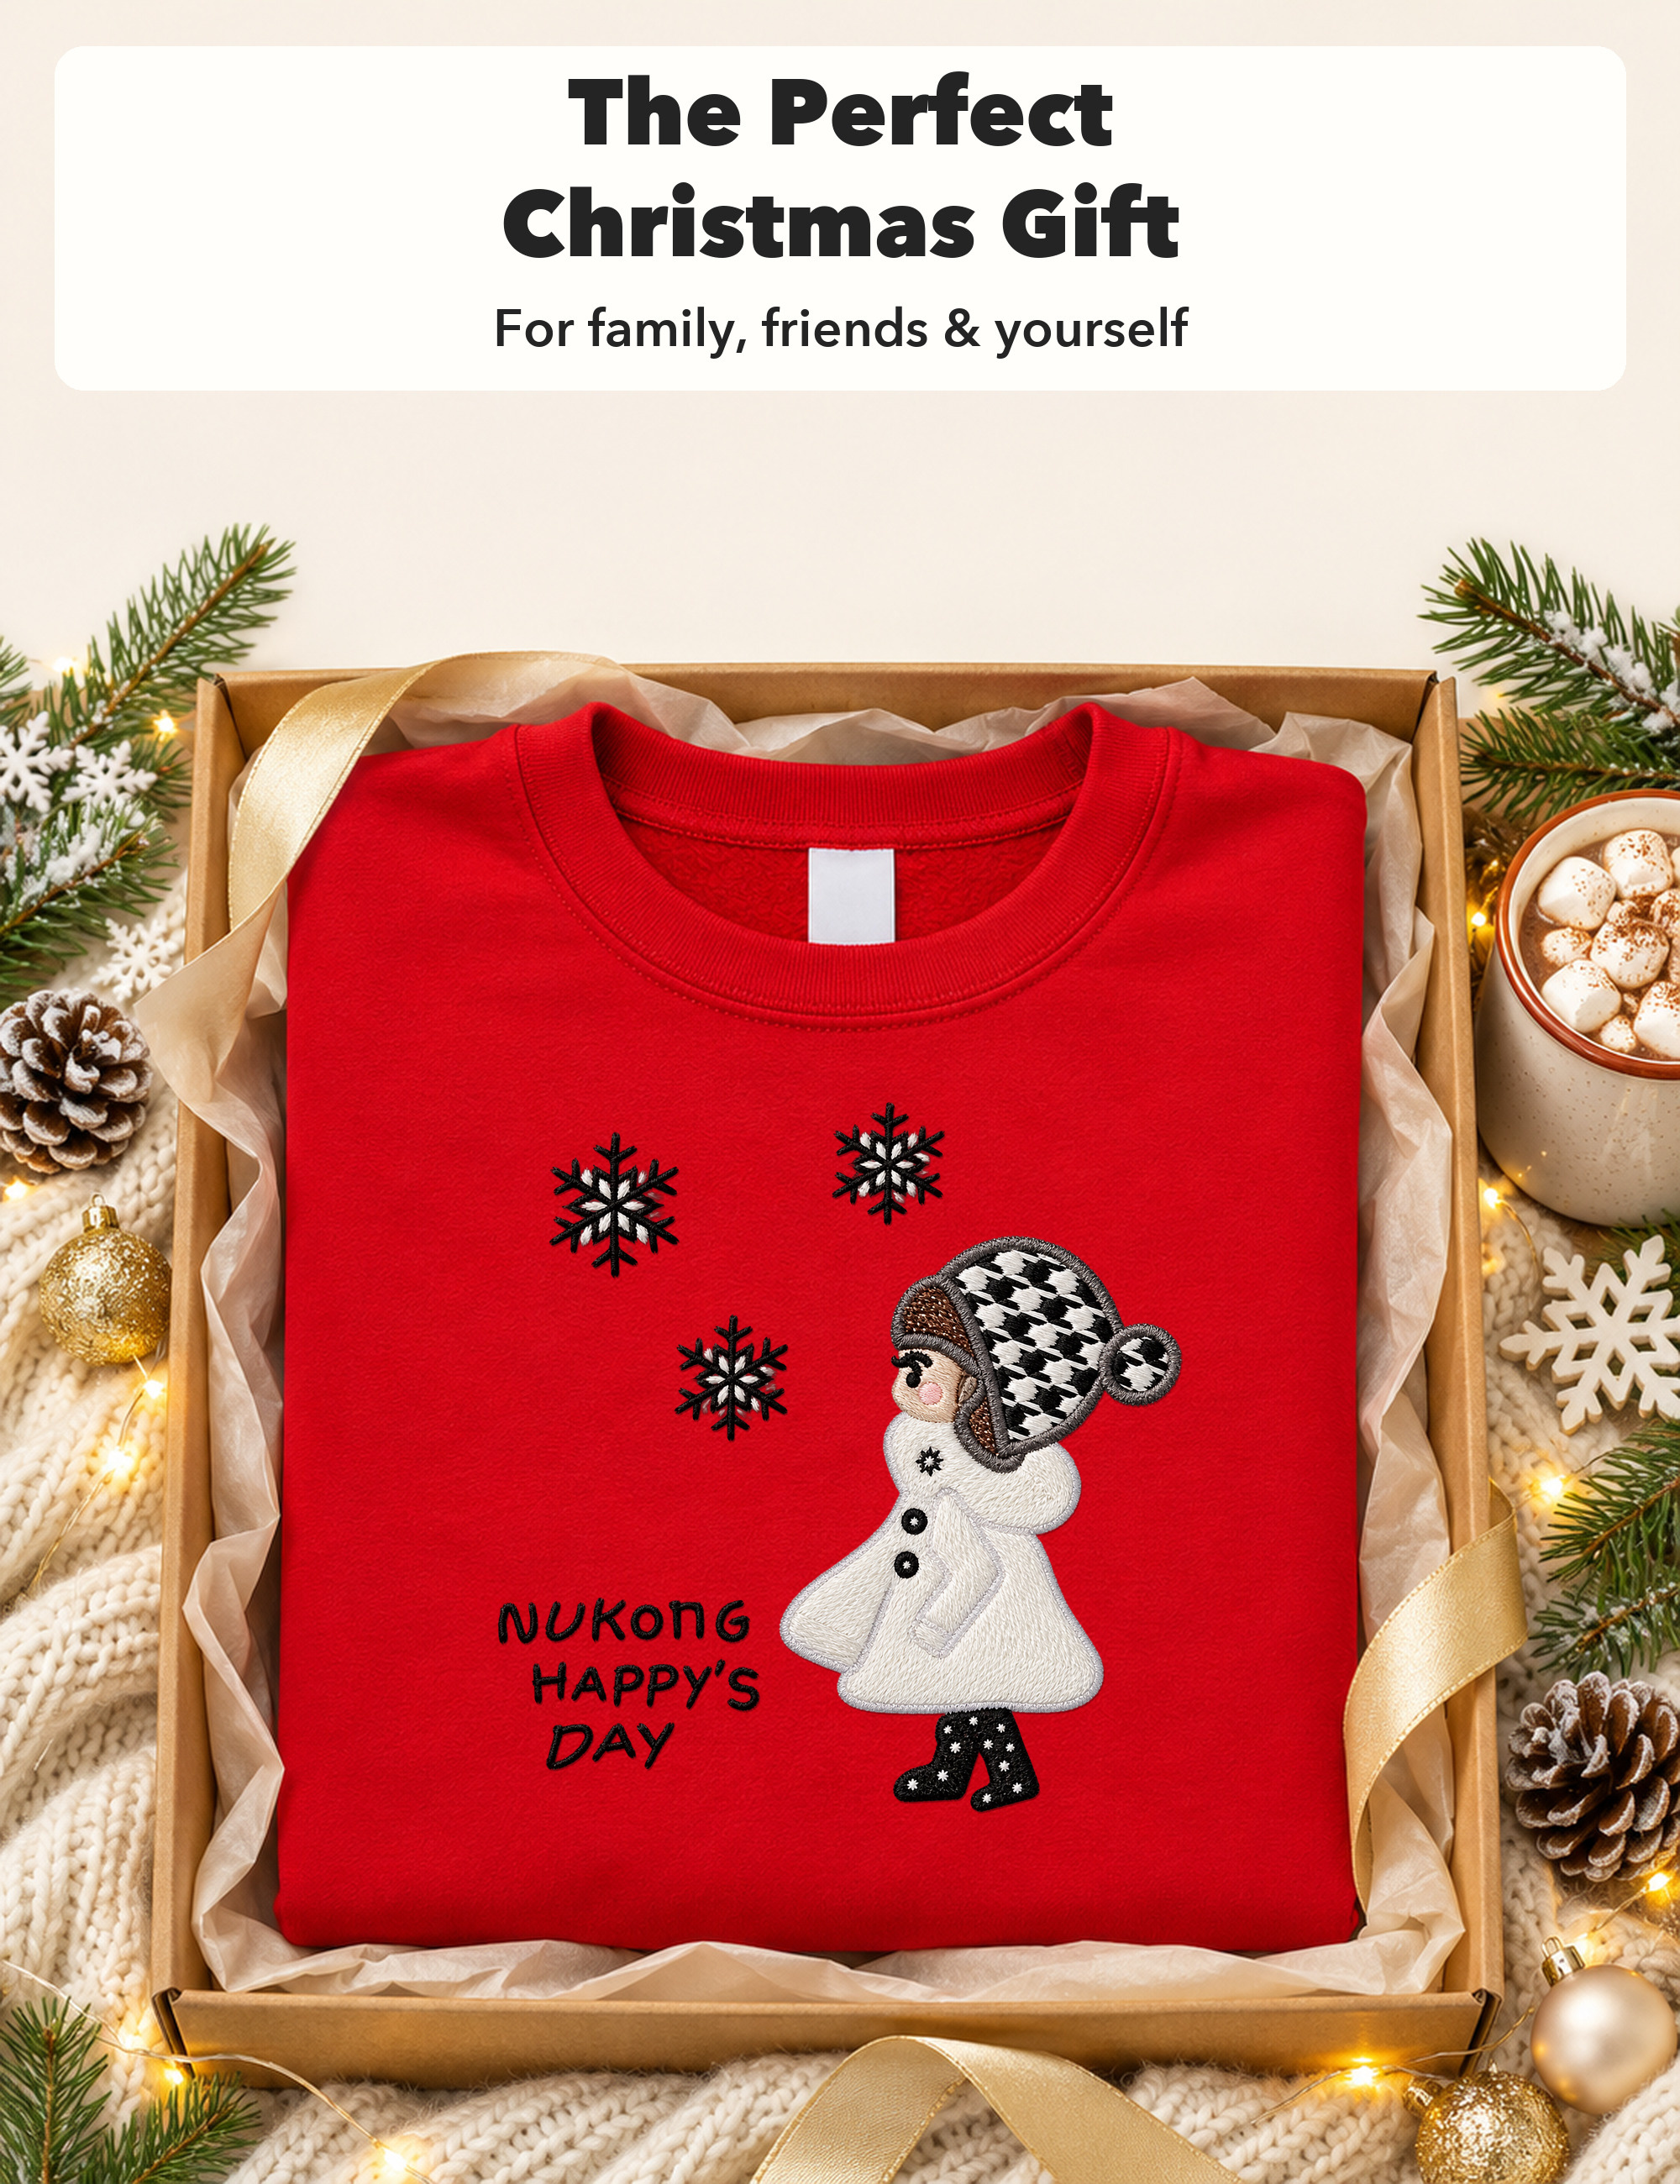 The Perfect
Christmas Gift
For family, friends & yourself
NUKONG
HAPPY'S
DAY